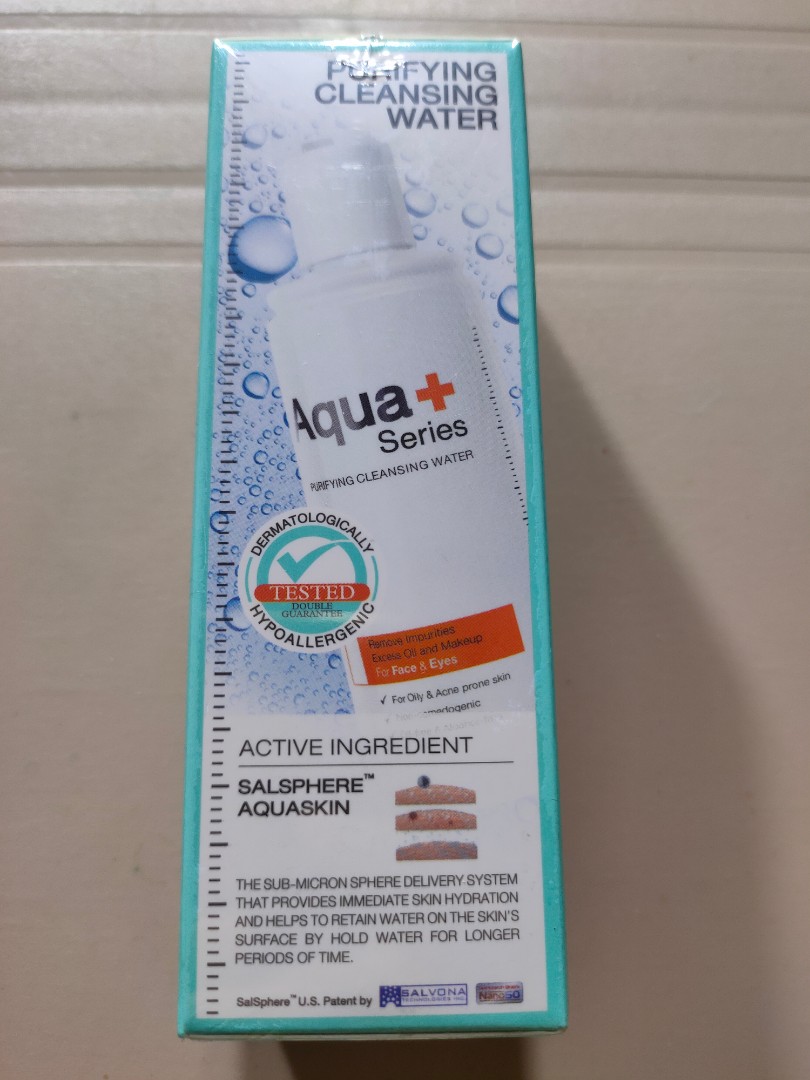 PURIFYING
CLEANSING
WATER
Aqua+
Series
PURIFYING CLEANSING WATER
DERMATOLOGICALLY
TESTED
DOUBLE
GUARANTEE
HYPOALLERGENIC
Remove Impurities
Excess Oil and Makeup
For Face & Eyes
✓ For Oily & Acne prone skin
ACTIVE INGREDIENT
SALSPHERE™
AQUASKIN
THE SUB-MICRON SPHERE DELIVERY SYSTEM
THAT PROVIDES IMMEDIATE SKIN HYDRATION
AND HELPS TO RETAIN WATER ON THE SKIN'S
SURFACE BY HOLD WATER FOR LONGER
PERIODS OF TIME.
SalSphere™ U.S. Patent by
SALVONA
TECHNOLOGIES INC.
Nano50